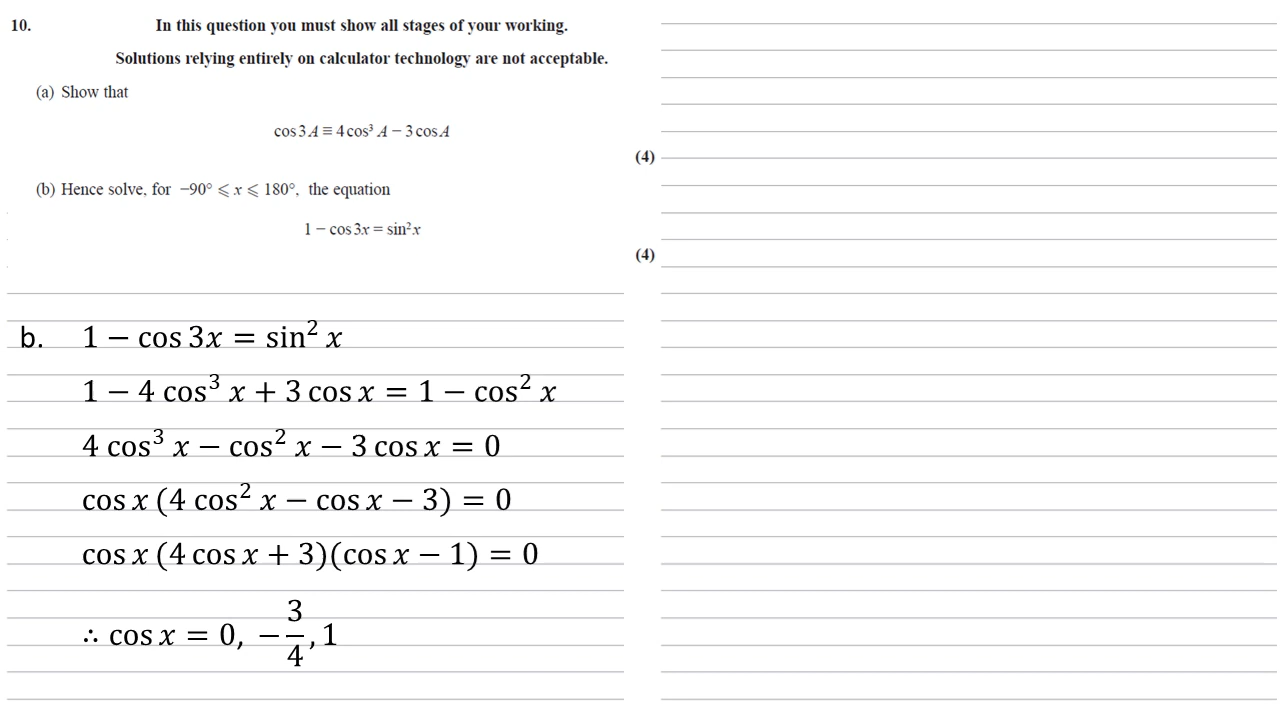 10. In this question you must show all stages of your working.
Solutions relying entirely on calculator technology are not acceptable.
(a) Show that
cos 3A ≡ 4 cos³ A − 3 cos A
(4)
(b) Hence solve, for −90° ⩽ x ⩽ 180°, the equation
1 − cos 3x = sin² x
(4)
b. 1 − cos 3x = sin² x
1 − 4 cos³ x + 3 cos x = 1 − cos² x
4 cos³ x − cos² x − 3 cos x = 0
cos x (4 cos² x − cos x − 3) = 0
cos x (4 cos x + 3)(cos x − 1) = 0
∴ cos x = 0, −3/4, 1